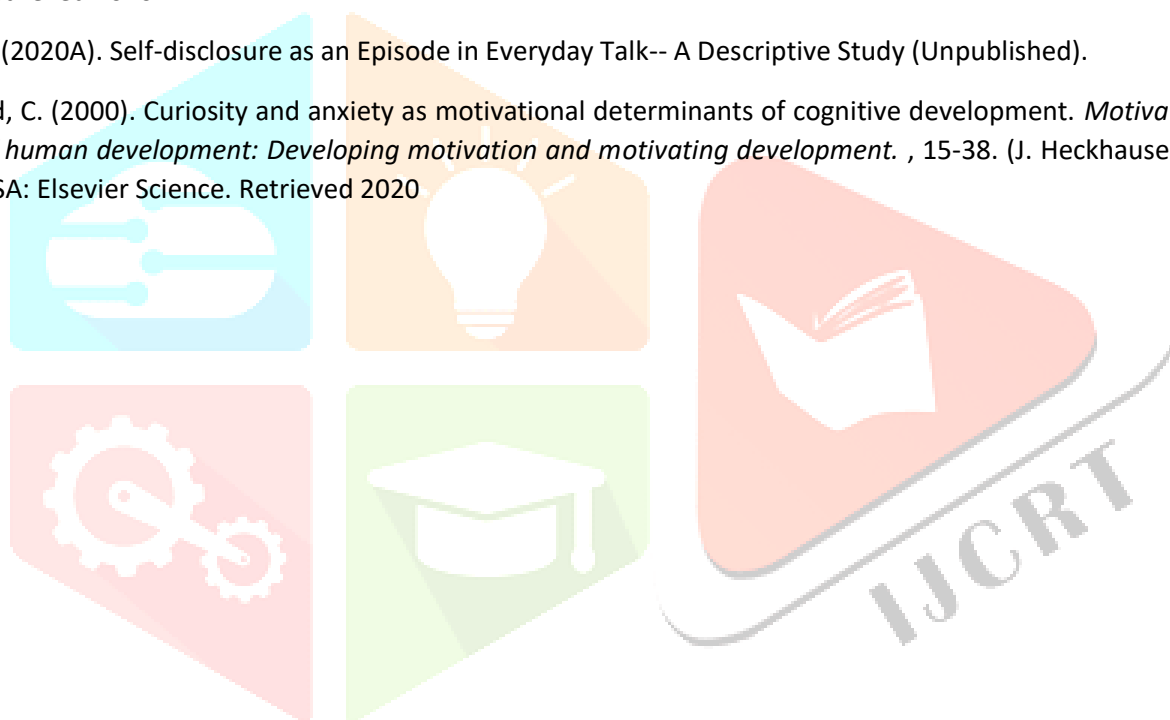 (2020A). Self-disclosure as an Episode in Everyday Talk-- A Descriptive Study (Unpublished).
d, C. (2000). Curiosity and anxiety as motivational determinants of cognitive development. Motiva
human development: Developing motivation and motivating development. , 15-38. (J. Heckhause
SA: Elsevier Science. Retrieved 2020
IJCRT